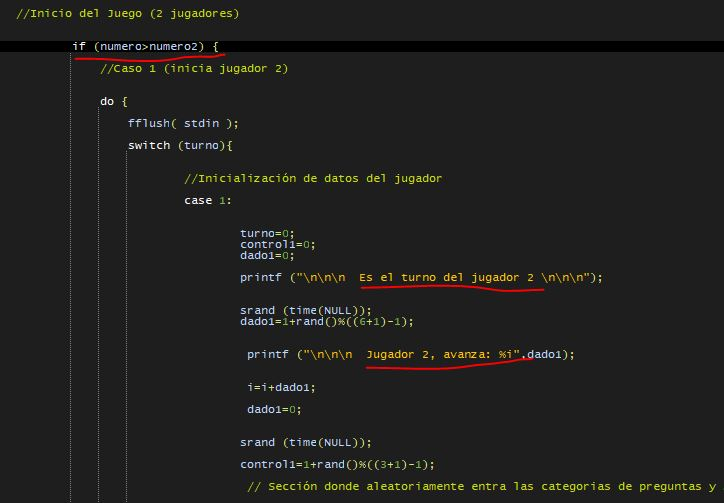 //Inicio del Juego (2 jugadores)
if (numero>numero2) {
//Caso 1 (inicia jugador 2)
do {
fflush( stdin );
switch (turno){
//Inicialización de datos del jugador
case 1:
turno=0;
control1=0;
dado1=0;
printf ("\n\n\n  Es el turno del jugador 2 \n\n\n");
srand (time(NULL));
dado1=1+rand()%((6+1)-1);
printf ("\n\n\n  Jugador 2, avanza: %i",dado1);
i=i+dado1;
dado1=0;
srand (time(NULL));
control1=1+rand()%((3+1)-1);
// Sección donde aleatoriamente entra las categorias de preguntas y